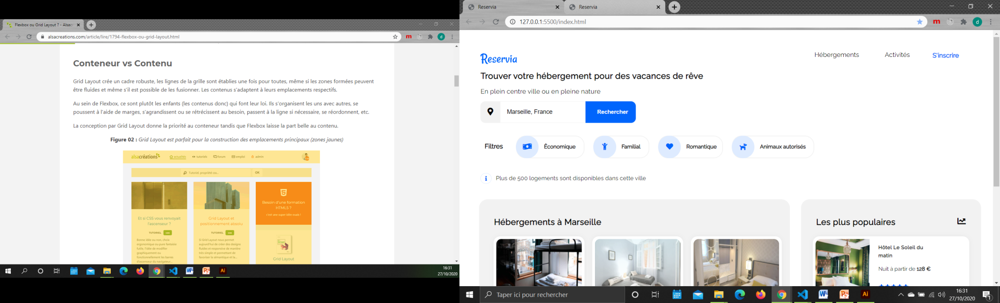 Flexbox ou Grid Layout ? - Alsac
alsacreations.com/article/lire/1794-flexbox-ou-grid-layout.html
Conteneur vs Contenu
Grid Layout crée un cadre robuste, les lignes de la grille sont établies une fois pour toutes, même si les zones formées peuvent
être fluides et même s'il est possible de les fusionner. Les contenus s'adaptent à leurs emplacements respectifs.
Au sein de Flexbox, ce sont plutôt les enfants (les contenus donc) qui font leur loi. Ils s'organisent les uns avec autres, se
poussent à l'aide de marges, s'agrandissent ou se rétrécissent au besoin, passent à la ligne si nécessaire, se réordonnent, etc.
La conception par Grid Layout donne la priorité au conteneur tandis que Flexbox laisse la part belle au contenu.
Figure 02 : Grid Layout est parfait pour la construction des emplacements principaux (zones jaunes)
alsacréations
actualités
tutoriels
forum
emploi
admin
Tutoriel, propriété css...
OK
Et si CSS vous renvoyait
l'ascenseur ?
TUTORIEL css
Bonne idée ou non, choix
ergonomique ou pure fantaisie
futile, l'idée de modifier
graphiquement ou
fonctionnellement les barres
d'ascenseur du navigateur...
Grid Layout et
positionnement absolu
TUTORIEL css
Si Grid Layout nous permet
aujourd'hui de créer des designs
fluides et responsive de manière
très simple et permettant de
favoriser la sémantique et la...
Besoin d'une formation
HTML5 ?
c'est une super idée mais !
Grid Layout
16:31
27/10/2020
Reservia
Reservia
127.0.0.1:5500/index.html
Reservia
Hébergements
Activités
S'inscrire
Trouver votre hébergement pour des vacances de rêve
En plein centre ville ou en pleine nature
Marseille, France
Rechercher
Filtres
Économique
Familial
Romantique
Animaux autorisés
Plus de 500 logements sont disponibles dans cette ville
Hébergements à Marseille
Les plus populaires
Hôtel Le Soleil du
matin
Nuit à partir de 128 €
Taper ici pour rechercher
16:31
27/10/2020